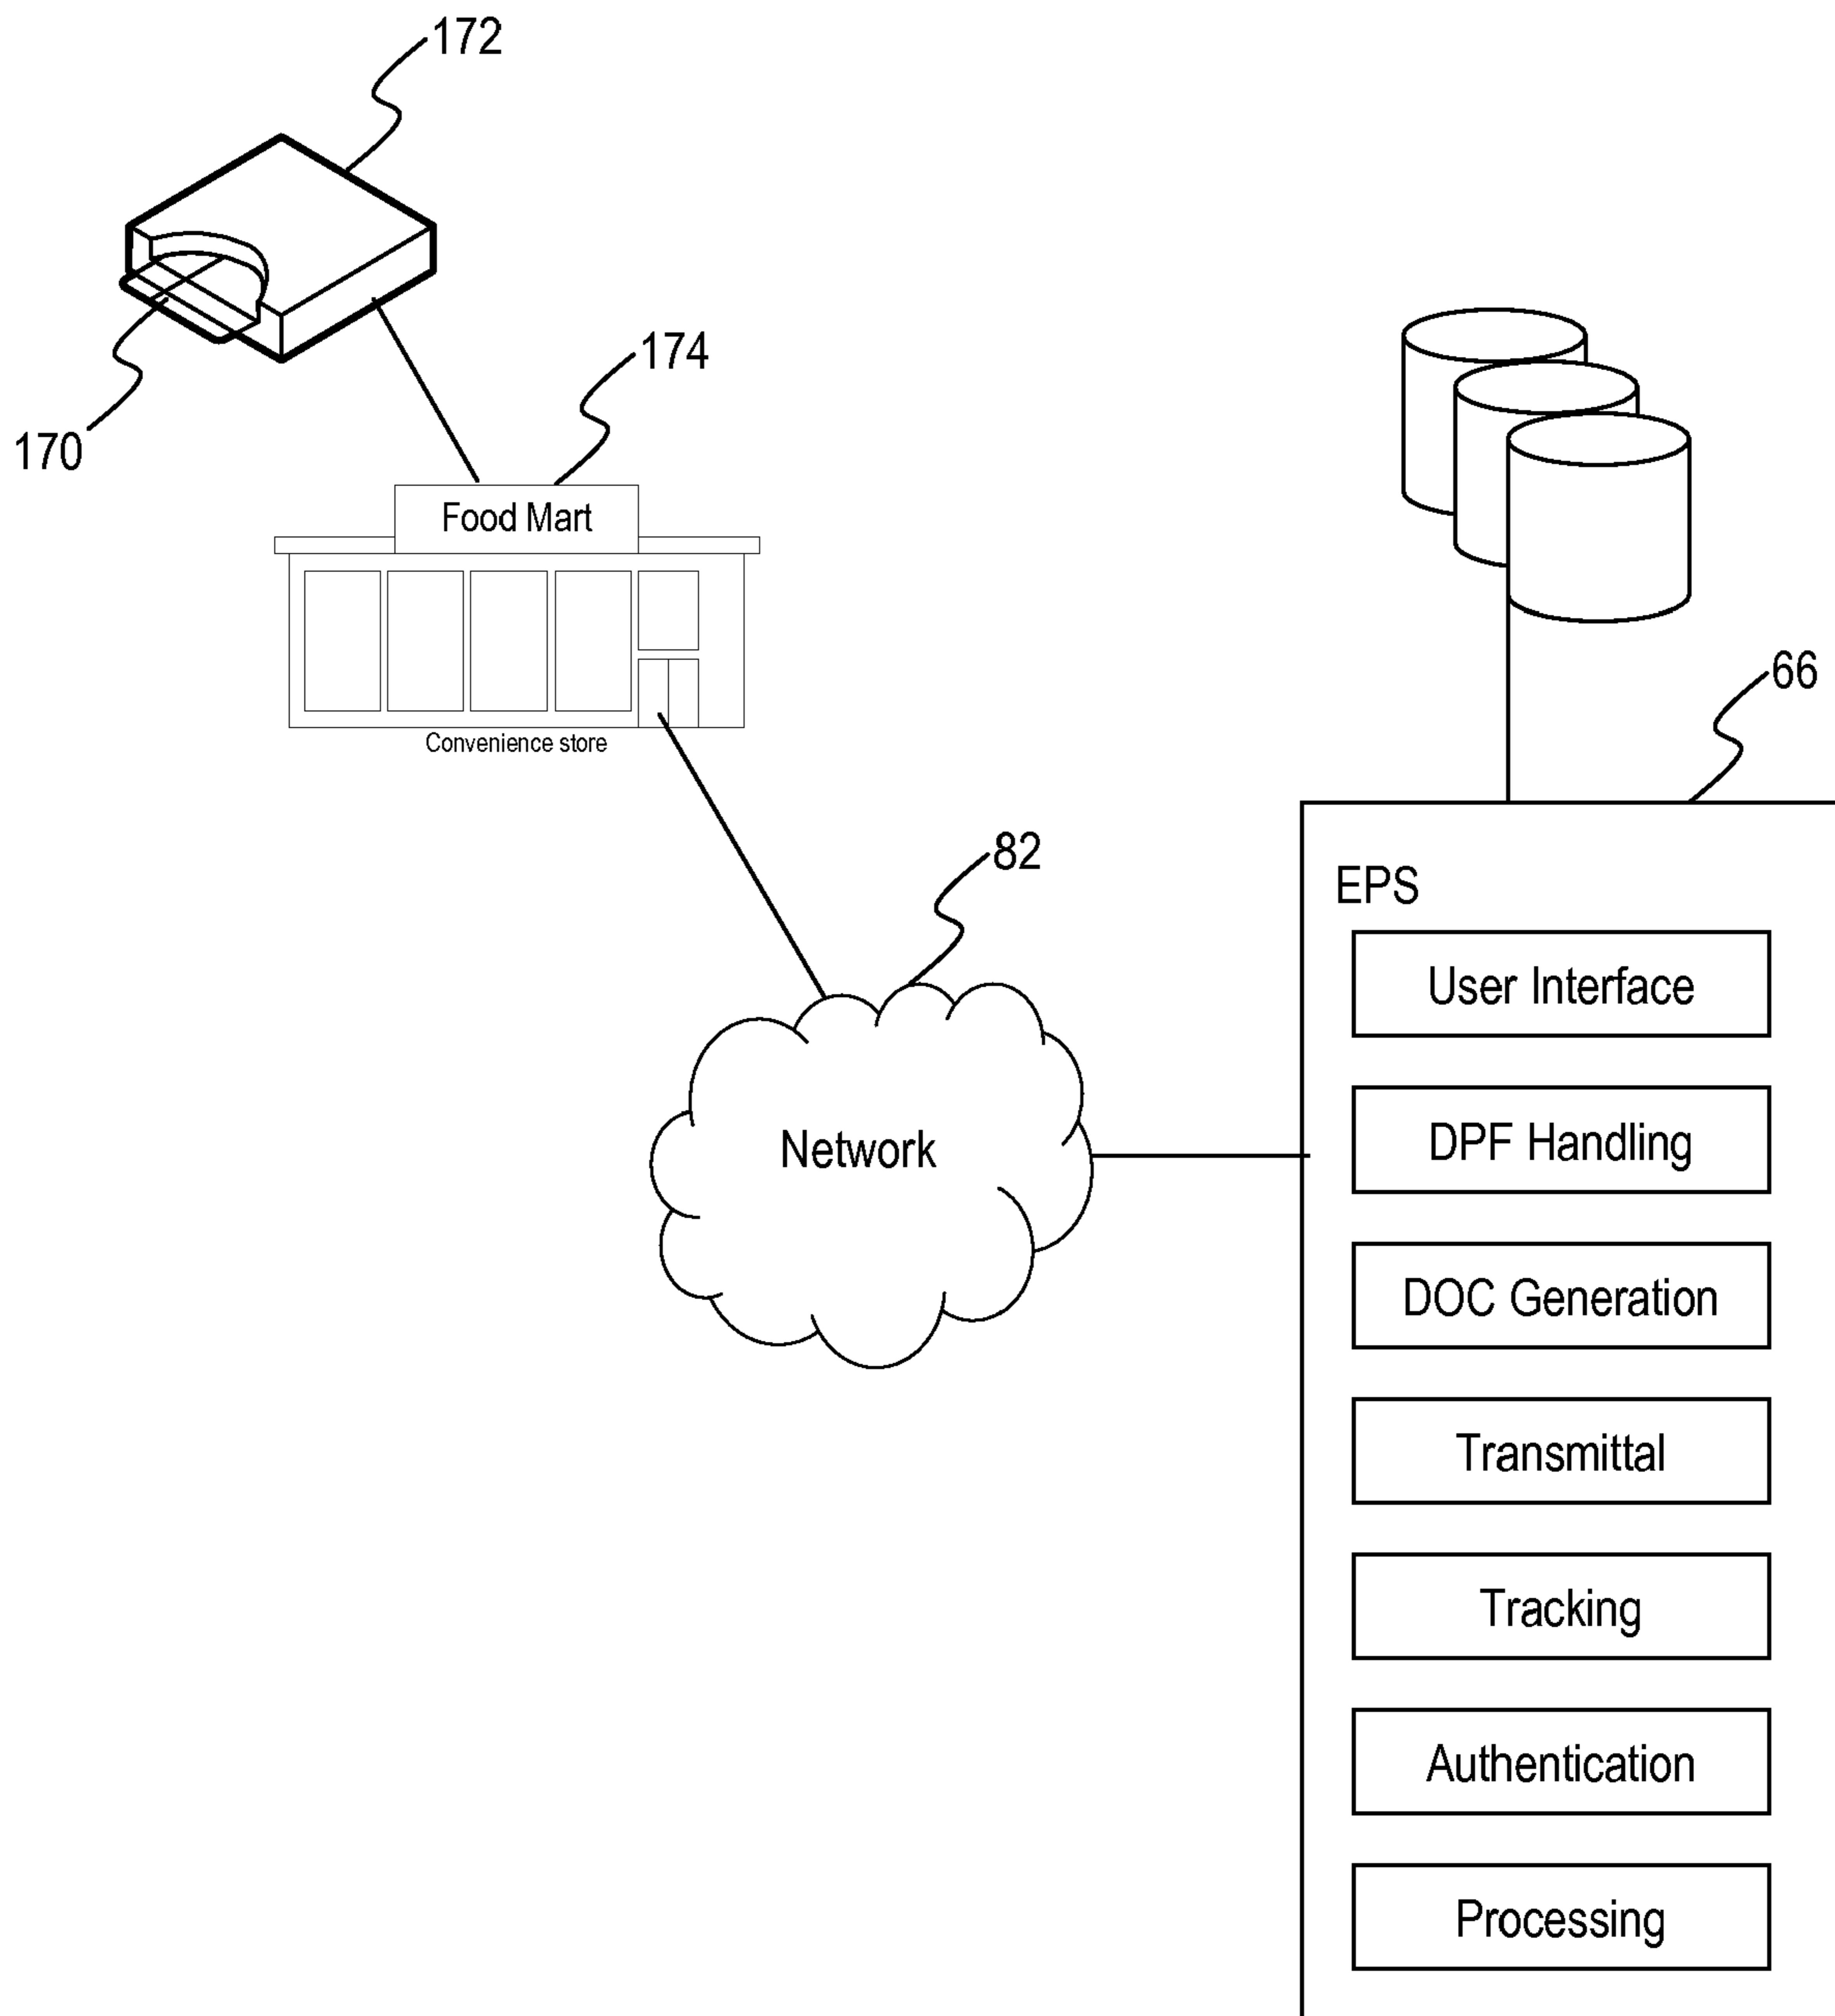 172
174
170
Food Mart
Convenience store
66
82
EPS
User Interface
DPF Handling
Network
DOC Generation
Transmittal
Tracking
Authentication
Processing